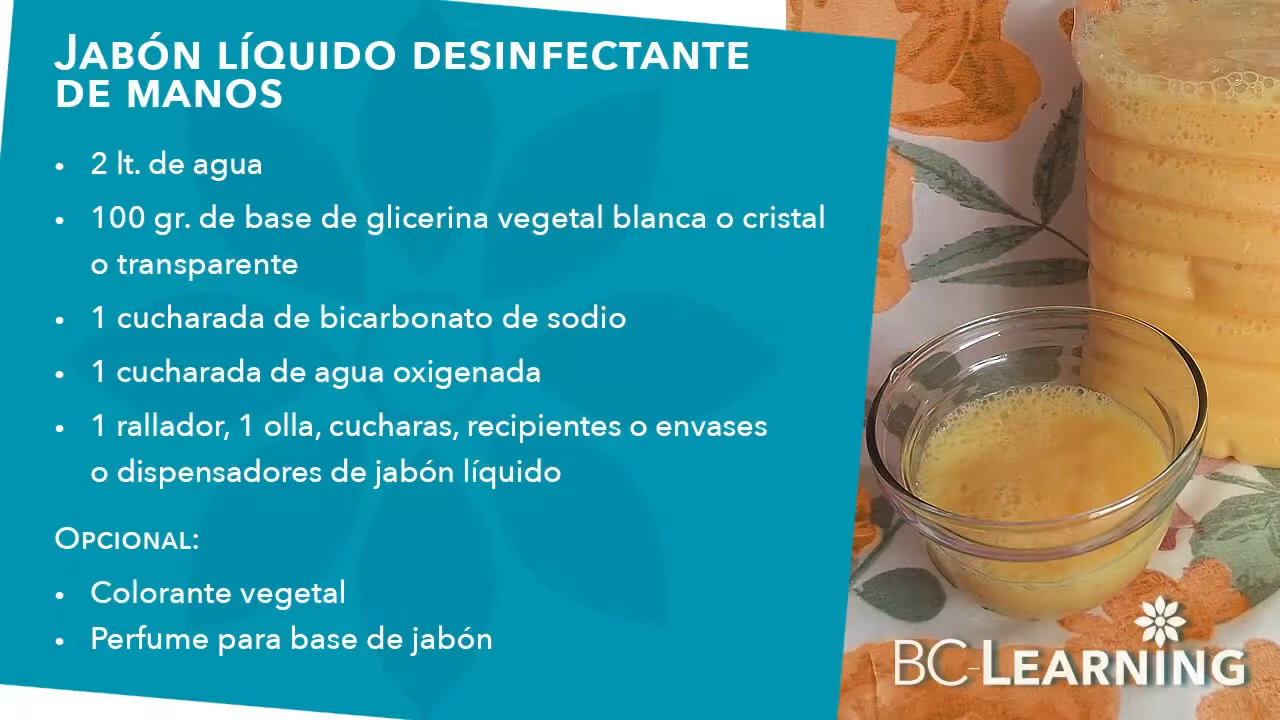 Jabón líquido desinfectante
de manos
• 2 lt. de agua
• 100 gr. de base de glicerina vegetal blanca o cristal
o transparente
• 1 cucharada de bicarbonato de sodio
• 1 cucharada de agua oxigenada
• 1 rallador, 1 olla, cucharas, recipientes o envases
o dispensadores de jabón líquido
Opcional:
• Colorante vegetal
• Perfume para base de jabón
BC-Learning